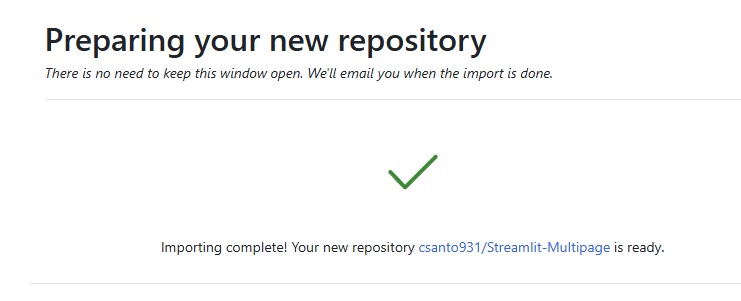 Preparing your new repository
There is no need to keep this window open. We'll email you when the import is done.
Importing complete! Your new repository csanto931/Streamlit-Multipage is ready.